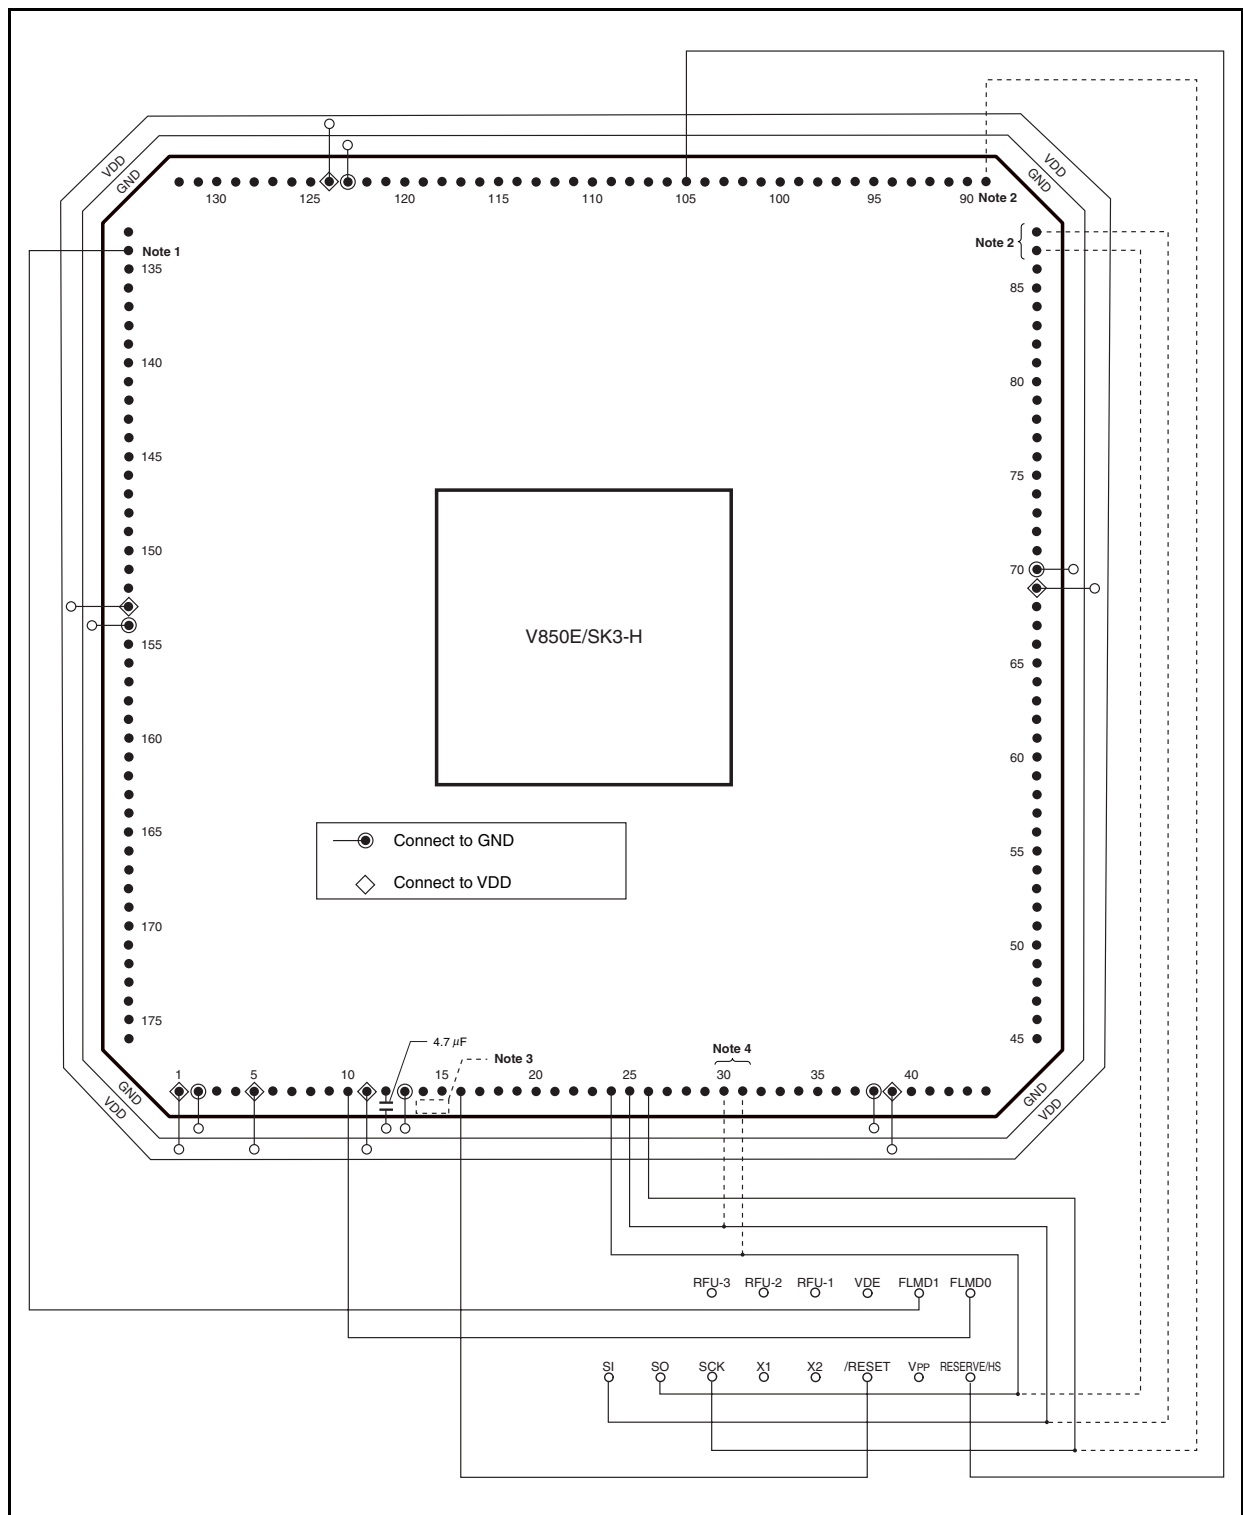 VDD
GND
VDD
GND
130
125
120
115
110
105
100
95
90
Note 2
Note 1
Note 2
135
140
145
150
155
160
165
170
175
85
80
75
70
65
60
55
50
45
V850E/SK3-H
Connect to GND
Connect to VDD
4.7 μF
Note 3
Note 4
1
5
10
15
20
25
30
35
40
GND
VDD
GND
VDD
RFU-3
RFU-2
RFU-1
VDE
FLMD1
FLMD0
SI
SO
SCK
X1
X2
/RESET
VPP
RESERVE/HS